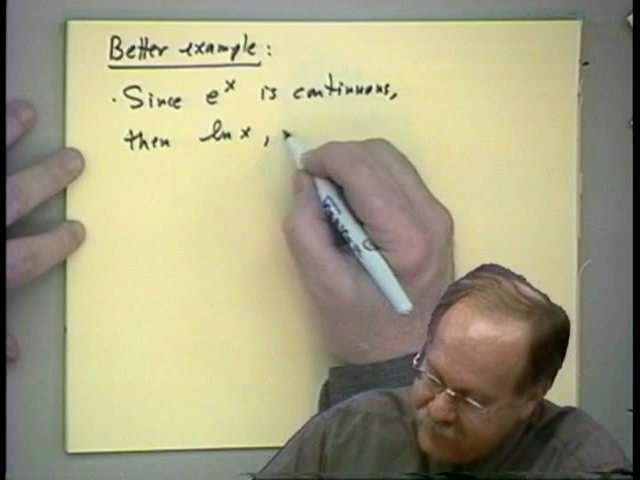 Better example:
· Since e^x is continuous,
then ln x,